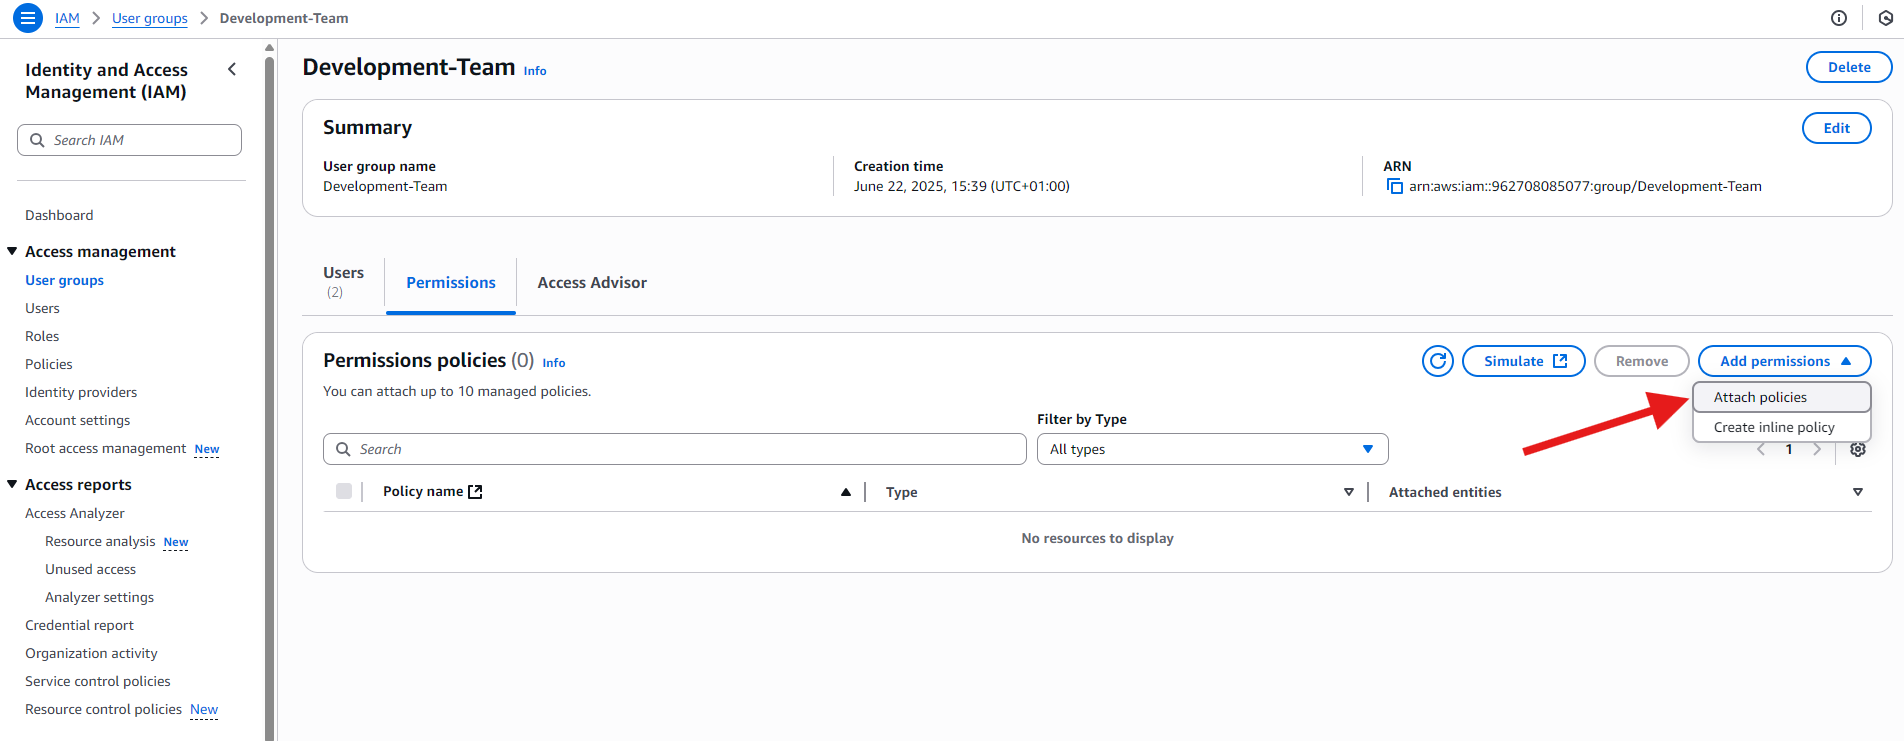 IAM > User groups > Development-Team
Identity and Access
Management (IAM)
Search IAM
Dashboard
Access management
User groups
Users
Roles
Policies
Identity providers
Account settings
Root access management New
Access reports
Access Analyzer
Resource analysis New
Unused access
Analyzer settings
Credential report
Organization activity
Service control policies
Resource control policies New
Development-Team Info
Delete
Summary
Edit
User group name
Development-Team
Creation time
June 22, 2025, 15:39 (UTC+01:00)
ARN
arn:aws:iam::962708085077:group/Development-Team
Users
(2)
Permissions
Access Advisor
Permissions policies (0) Info
You can attach up to 10 managed policies.
Simulate
Remove
Add permissions
Attach policies
Create inline policy
Filter by Type
Search
All types
1
Policy name
Type
Attached entities
No resources to display